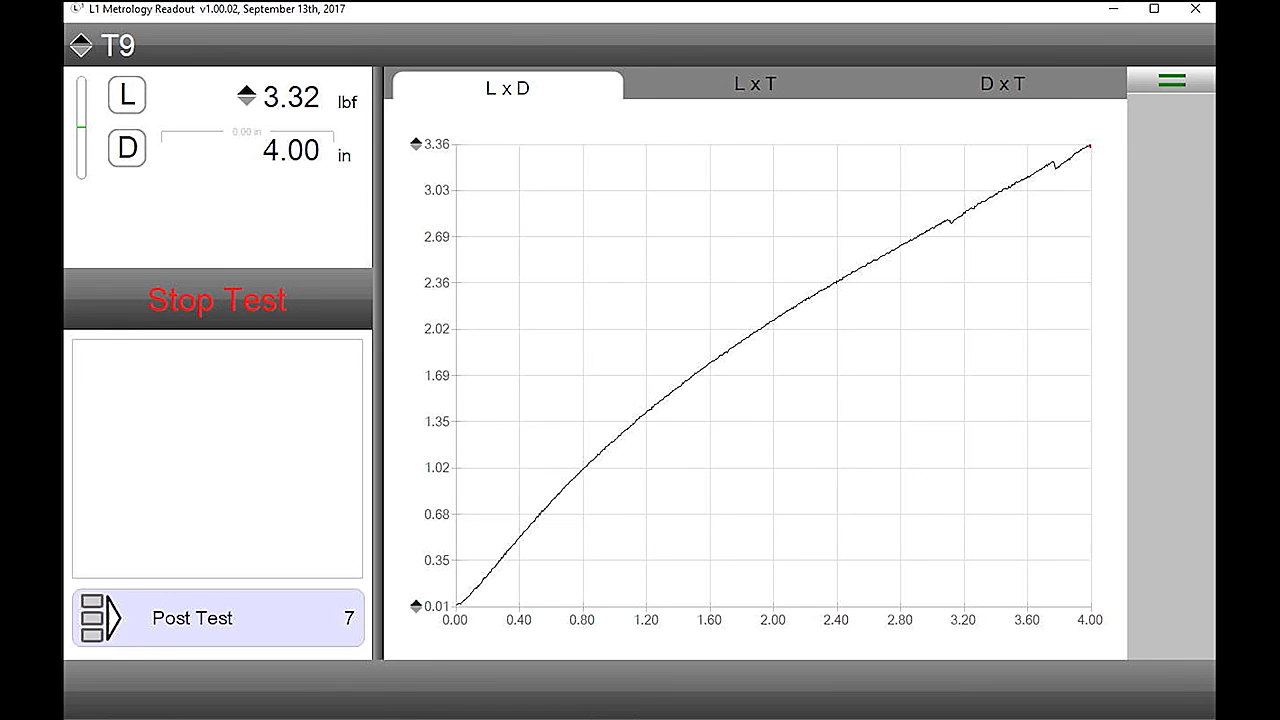 L1 Metrology Readout v1.00.02, September 13th, 2017
T9
L 3.32 lbf
0.00 in
D 4.00 in
Stop Test
Post Test 7
L x D L x T D x T
3.36
3.03
2.69
2.36
2.02
1.69
1.35
1.02
0.68
0.35
0.01
0.00 0.40 0.80 1.20 1.60 2.00 2.40 2.80 3.20 3.60 4.00